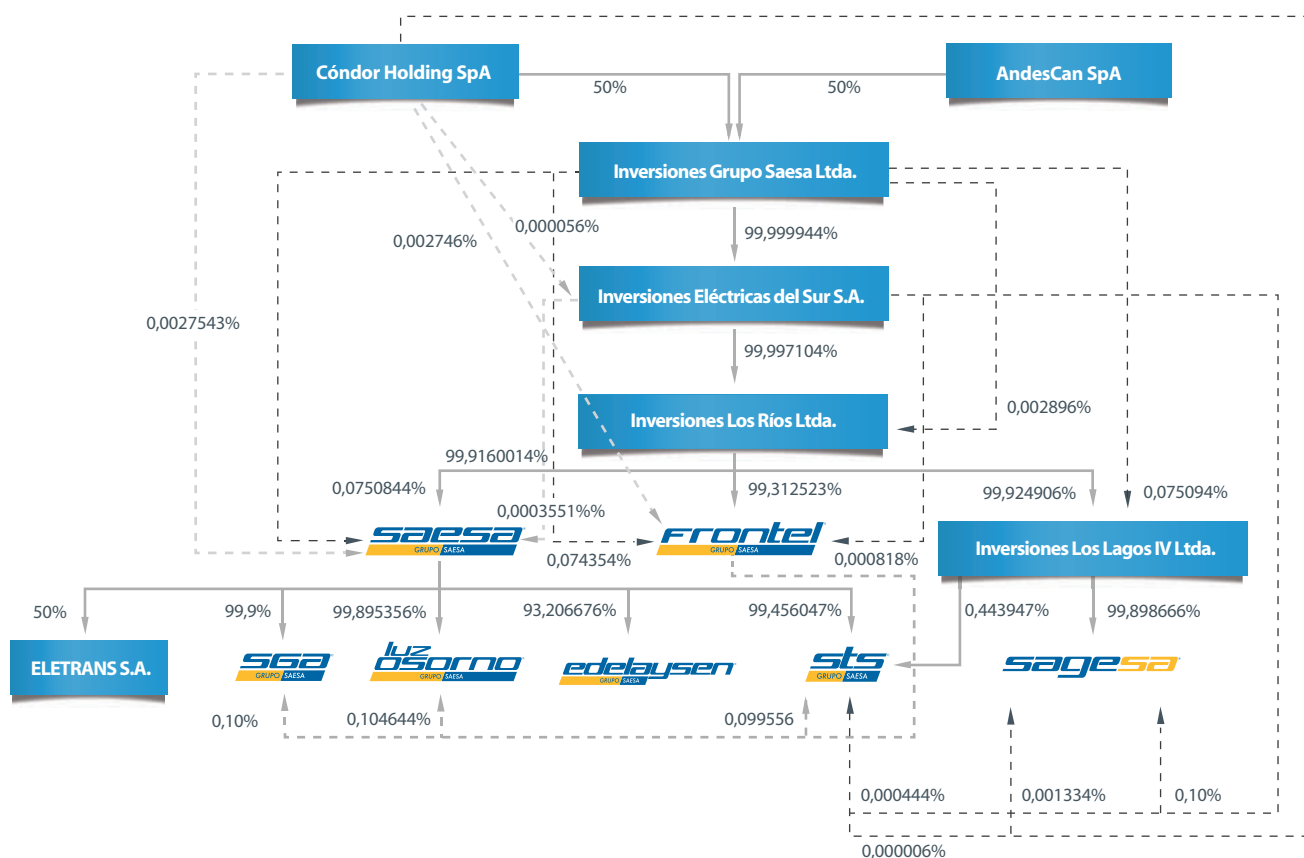 Cóndor Holding SpA
AndesCan SpA
50%
50%
Inversiones Grupo Saesa Ltda.
0,000056%
0,002746%
99,999944%
Inversiones Eléctricas del Sur S.A.
0,0027543%
99,997104%
0,002896%
Inversiones Los Ríos Ltda.
99,9160014%
0,0750844%
99,312523%
99,924906%
0,075094%
0,0003551%%
saesa
GRUPO SAESA
frontel
GRUPO SAESA
0,074354%
0,000818%
Inversiones Los Lagos IV Ltda.
50%
99,9%
99,895356%
93,206676%
99,456047%
0,443947%
99,898666%
ELETRANS S.A.
sga
GRUPO SAESA
luz
osorno
GRUPO SAESA
edelaysen
GRUPO SAESA
sts
GRUPO SAESA
sagesa
0,10%
0,104644%
0,099556
0,000444%
0,001334%
0,10%
0,000006%